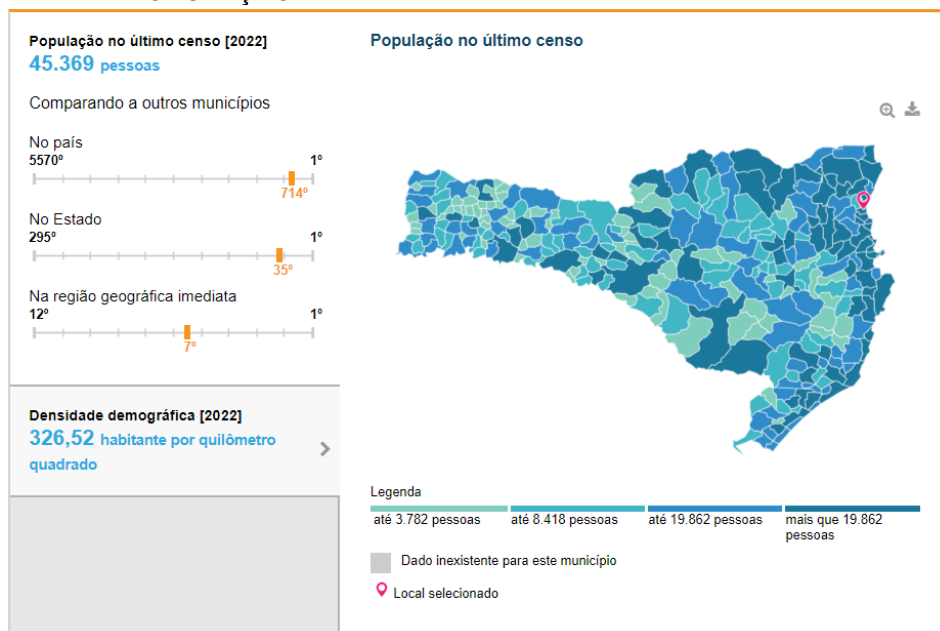 População no último censo [2022]
45.369 pessoas
Comparando a outros municípios
No país
5570º 1º
714º
No Estado
295º 1º
35º
Na região geográfica imediata
12º 1º
7º
Densidade demográfica [2022]
326,52 habitante por quilômetro
quadrado
População no último censo
Legenda
até 3.782 pessoas
até 8.418 pessoas
até 19.862 pessoas
mais que 19.862
pessoas
Dado inexistente para este município
Local selecionado